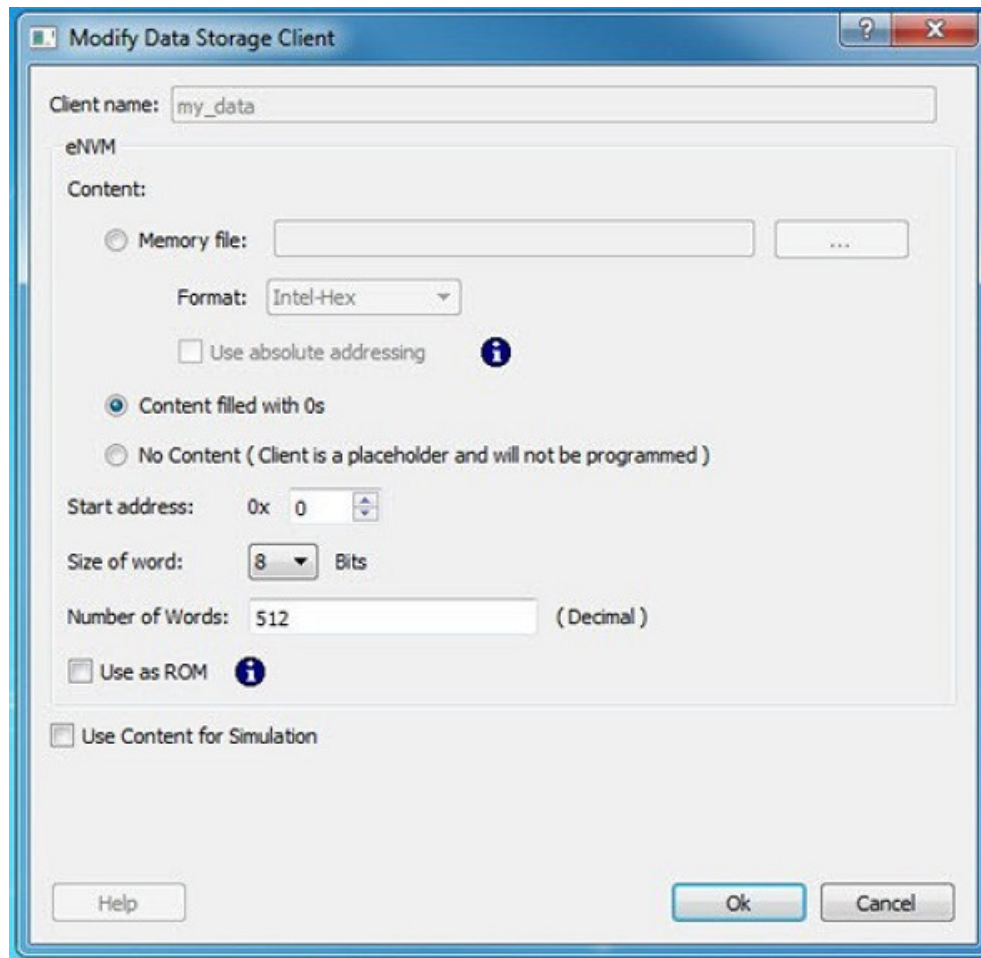 Modify Data Storage Client
Client name: my_data
eNVM
Content:
Memory file: ...
Format: Intel-Hex
Use absolute addressing
Content filled with 0s
No Content ( Client is a placeholder and will not be programmed )
Start address: 0x 0
Size of word: 8 Bits
Number of Words: 512 ( Decimal )
Use as ROM
Use Content for Simulation
Help Ok Cancel